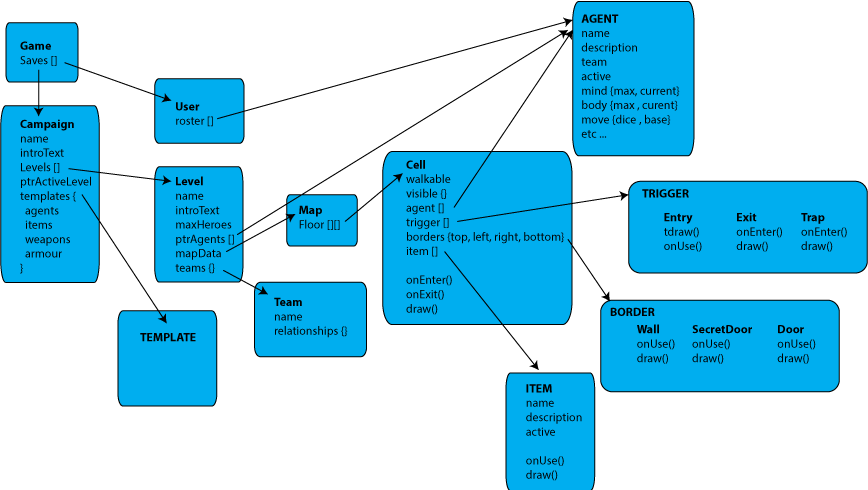 Game
Saves []
User
roster []
AGENT
name
description
team
active
mind {max, current}
body {max , curent}
move {dice , base}
etc ...
Campaign
name
introText
Levels []
ptrActiveLevel
templates {
agents
items
weapons
armour
}
Level
name
introText
maxHeroes
ptrAgents []
mapData
teams {}
Map
Floor [][]
Cell
walkable
visible {}
agent []
trigger []
borders {top, left, right, bottom}
item []
onEnter()
onExit()
draw()
TRIGGER
Entry
tdraw()
onUse()
Exit
onEnter()
draw()
Trap
onEnter()
draw()
Team
name
relationships {}
TEMPLATE
BORDER
Wall
onUse()
draw()
SecretDoor
onUse()
draw()
Door
onUse()
draw()
ITEM
name
description
active
onUse()
draw()